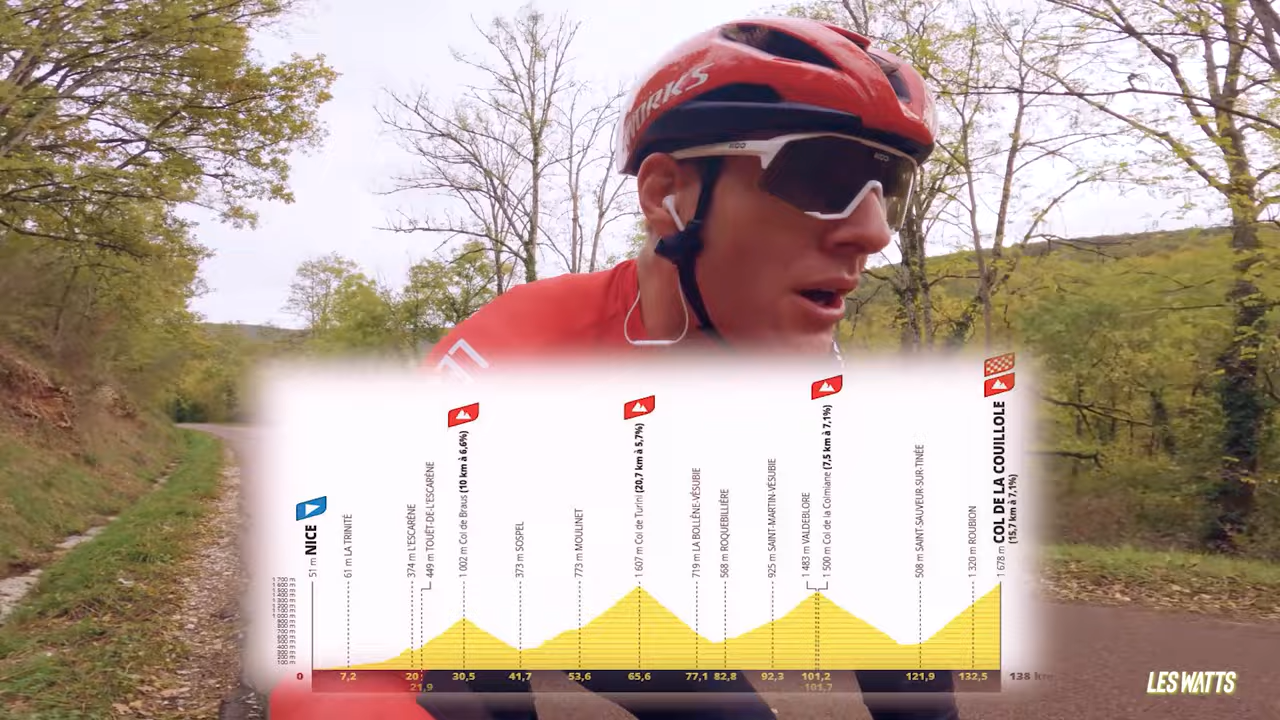 WORKS
KOO
KOO
51 m NICE
61 m LA TRINITÉ
374 m L'ESCARÈNE
449 m TOUËT-DE-L'ESCARÈNE
1 002 m Col de Braus (10 km à 6,6%)
373 m SOSPEL
773 m MOULINET
1 607 m Col de Turini (20,7 km à 5,7%)
719 m LA BOLLÈNE-VÉSUBIE
568 m ROQUEBILLIÈRE
925 m SAINT-MARTIN-VÉSUBIE
1 483 m VALDEBLORE
1 500 m Col de la Colmiane (7,5 km à 7,1%)
508 m SAINT-SAUVEUR-SUR-TINÉE
1 320 m ROUBION
1 678 m COL DE LA COUILLOLE
(15,7 km à 7,1%)
0 7,2 20 30,5 41,7 53,6 65,6 77,1 82,8 92,3 101,2 121,9 132,5 138 km
21,9 101,7
LES WATTS